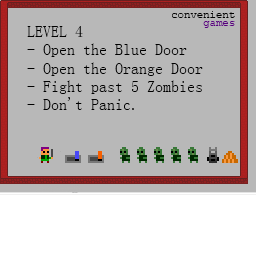 convenient
games
LEVEL 4
- Open the Blue Door
- Open the Orange Door
- Fight past 5 Zombies
- Don't Panic.